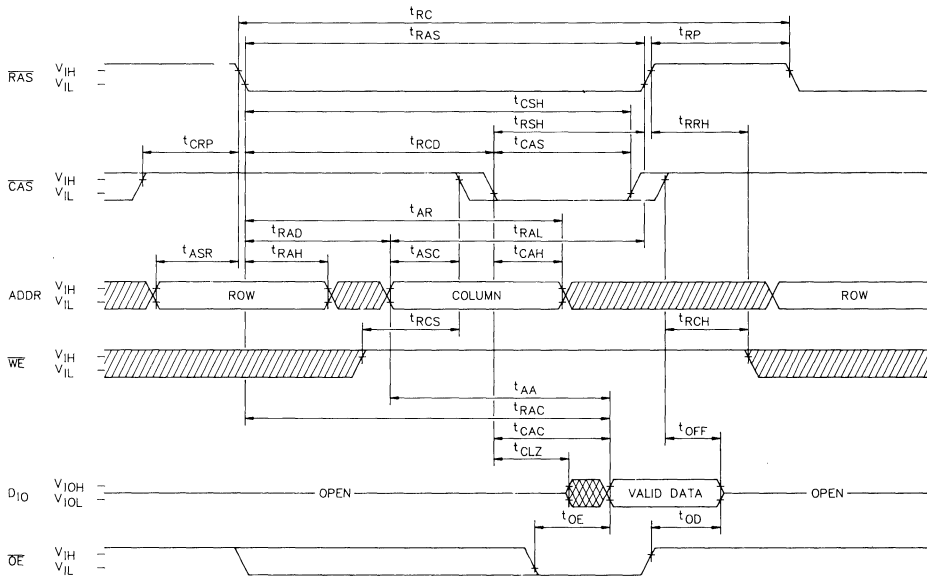 tRC
tRAS tRP
RAS VIH
VIL
tCSH
tRSH tRRH
tCRP tRCD tCAS
CAS VIH
VIL
tAR
tRAD tRAL
tASR tRAH tASC tCAH
ADDR VIH
VIL ROW COLUMN ROW
tRCS tRCH
WE VIH
VIL
tAA
tRAC
tCAC tOFF
tCLZ
DIO VIOH
VIOL OPEN VALID DATA OPEN
tOE tOD
OE VIH
VIL